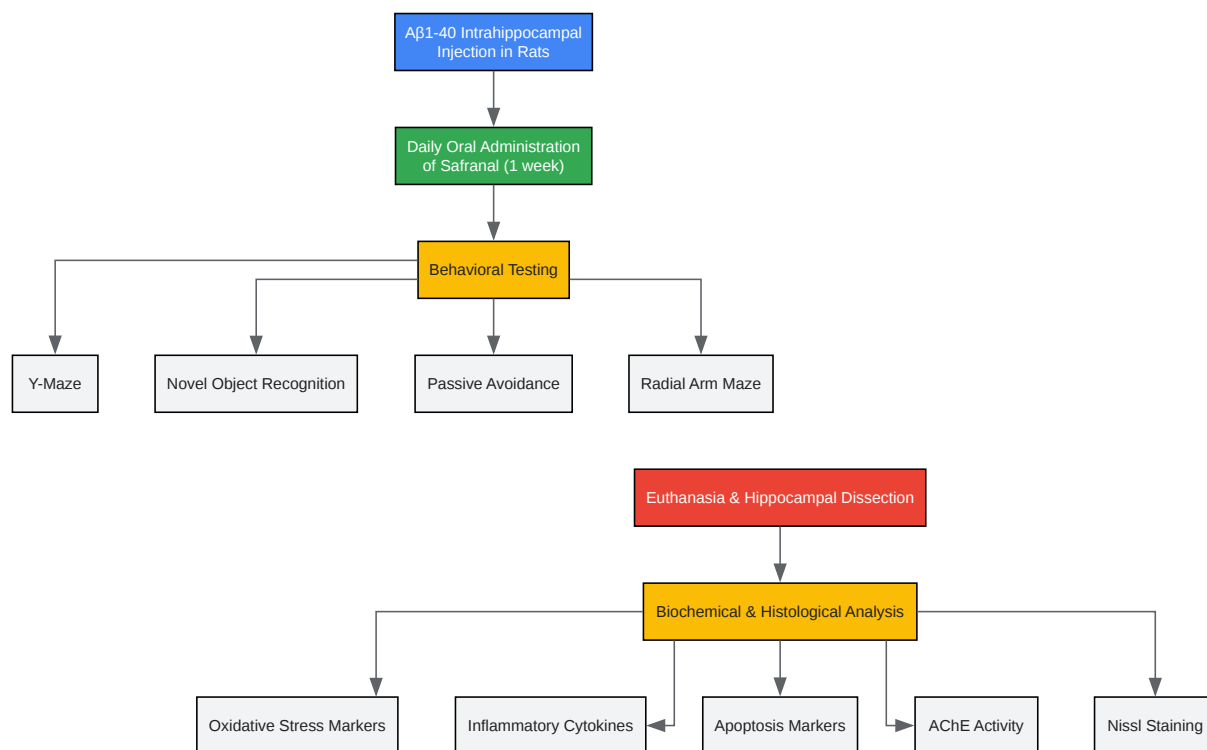 Aβ1-40 Intrahippocampal
Injection in Rats
Daily Oral Administration
of Safranal (1 week)
Behavioral Testing
Y-Maze
Novel Object Recognition
Passive Avoidance
Radial Arm Maze
Euthanasia & Hippocampal Dissection
Biochemical & Histological Analysis
Oxidative Stress Markers
Inflammatory Cytokines
Apoptosis Markers
AChE Activity
Nissl Staining